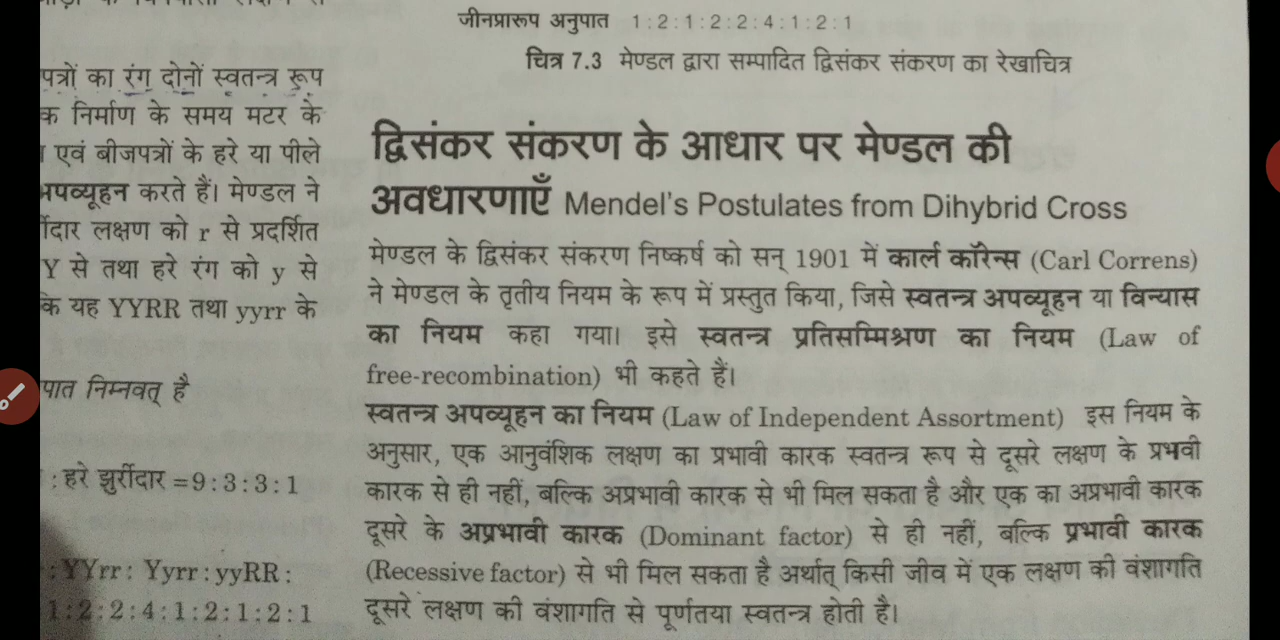 जीनप्रारूप अनुपात 1 : 2 : 1 : 2 : 2 : 4 : 1 : 2 : 1
चित्र 7.3 मेण्डल द्वारा सम्पादित द्विसंकर संकरण का रेखाचित्र
पत्रों का रंग दोनों स्वतन्त्र रूप
क निर्माण के समय मटर के
एवं बीजपत्रों के हरे या पीले
अपव्यूहन करते हैं। मेण्डल ने
र्रीदार लक्षण को r से प्रदर्शित
Y से तथा हरे रंग को y से
कि यह YYRR तथा yyrr के
पात निम्नवत् है
: हरे झुर्रीदार =9 : 3 : 3 : 1
: YYrr : Yyrr : yyRR :
1 : 2 : 2 : 4 : 1 : 2 : 1 : 2 : 1
द्विसंकर संकरण के आधार पर मेण्डल की
अवधारणाएँ Mendel's Postulates from Dihybrid Cross
मेण्डल के द्विसंकर संकरण निष्कर्ष को सन् 1901 में कार्ल कॉरेन्स (Carl Correns)
ने मेण्डल के तृतीय नियम के रूप में प्रस्तुत किया, जिसे स्वतन्त्र अपव्यूहन या विन्यास
का नियम कहा गया। इसे स्वतन्त्र प्रतिसम्मिश्रण का नियम (Law of
free-recombination) भी कहते हैं।
स्वतन्त्र अपव्यूहन का नियम (Law of Independent Assortment) इस नियम के
अनुसार, एक आनुवंशिक लक्षण का प्रभावी कारक स्वतन्त्र रूप से दूसरे लक्षण के प्रभवी
कारक से ही नहीं, बल्कि अप्रभावी कारक से भी मिल सकता है और एक का अप्रभावी कारक
दूसरे के अप्रभावी कारक (Dominant factor) से ही नहीं, बल्कि प्रभावी कारक
(Recessive factor) से भी मिल सकता है अर्थात् किसी जीव में एक लक्षण की वंशागति
दूसरे लक्षण की वंशागति से पूर्णतया स्वतन्त्र होती है।